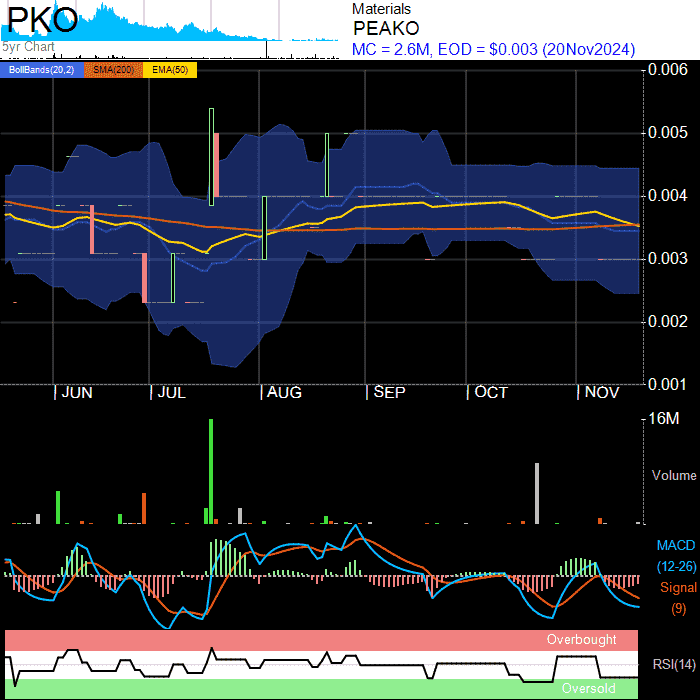 PKO
5yr Chart
Materials
PEAKO
MC = 2.6M, EOD = $0.003 (20Nov2024)
BollBands(20,2) SMA(200) EMA(50)
0.006
0.005
0.004
0.003
0.002
0.001
JUN JUL AUG SEP OCT NOV
16M
Volume
MACD
(12-26)
Signal
(9)
Overbought
RSI(14)
Oversold